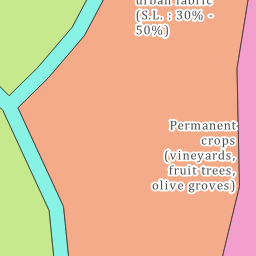 urban fabric
(S.L. : 30% -
50%)
Permanent
crops
(vineyards,
fruit trees,
olive groves)